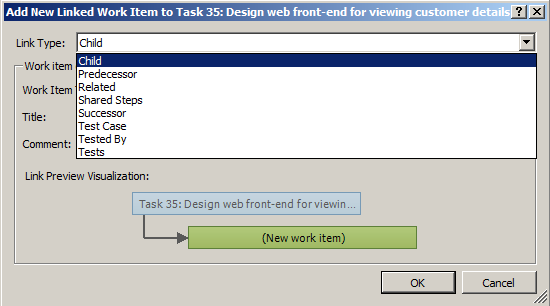 Add New Linked Work Item to Task 35: Design web front-end for viewing customer details
Link Type: Child
Child
Predecessor
Related
Shared Steps
Successor
Test Case
Tested By
Tests
Work item
Work Item
Title:
Comment:
Link Preview Visualization:
Task 35: Design web front-end for viewin...
(New work item)
OK Cancel